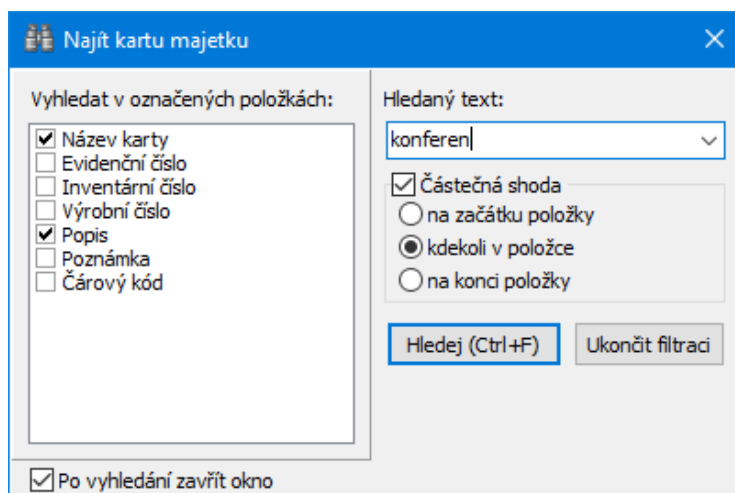 Najít kartu majetku
Vyhledat v označených položkách:
Název karty
Evidenční číslo
Inventární číslo
Výrobní číslo
Popis
Poznámka
Čárový kód
Po vyhledání zavřít okno
Hledaný text:
konferen
Částečná shoda
na začátku položky
kdekoli v položce
na konci položky
Hledej (Ctrl+F)
Ukončit filtraci